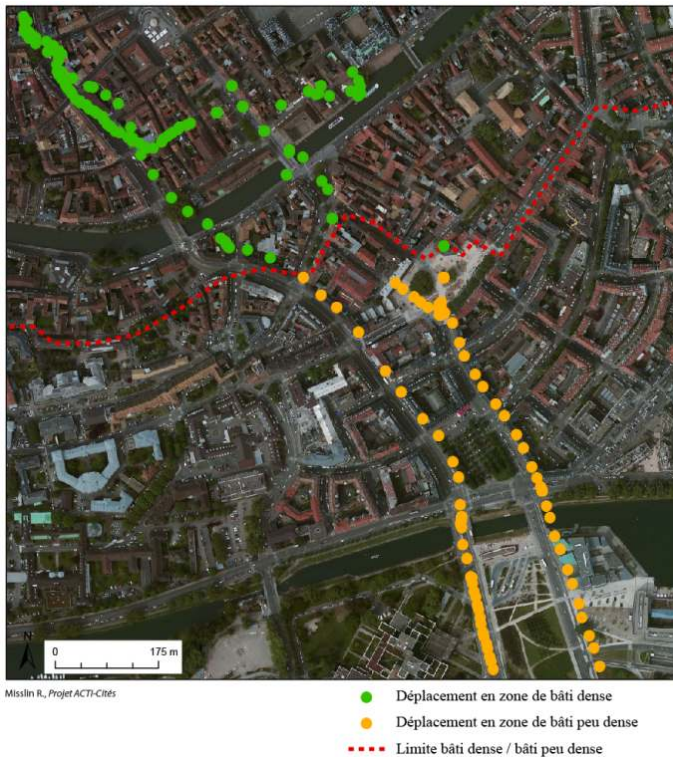 N
0 175 m
Misslin R., Projet ACTI-Cités
Déplacement en zone de bâti dense
Déplacement en zone de bâti peu dense
Limite bâti dense / bâti peu dense